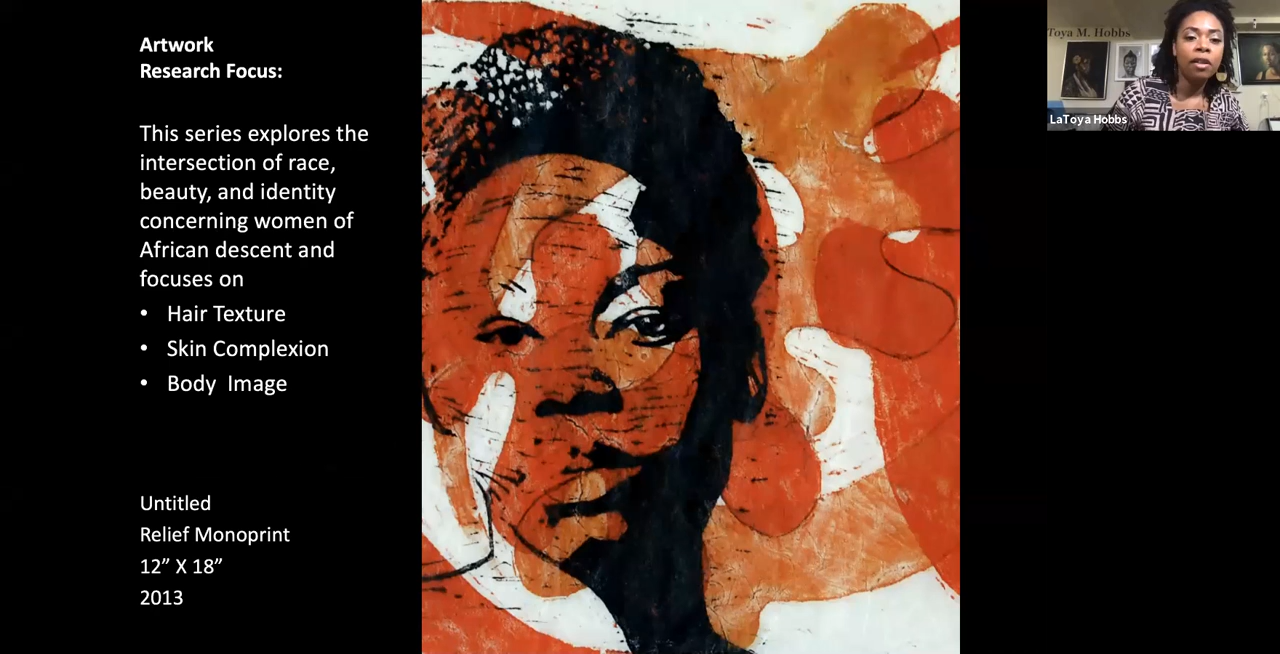 Artwork
Research Focus:
This series explores the
intersection of race,
beauty, and identity
concerning women of
African descent and
focuses on
• Hair Texture
• Skin Complexion
• Body Image
Untitled
Relief Monoprint
12” X 18”
2013
Toya M. Hobbs
LaToya Hobbs